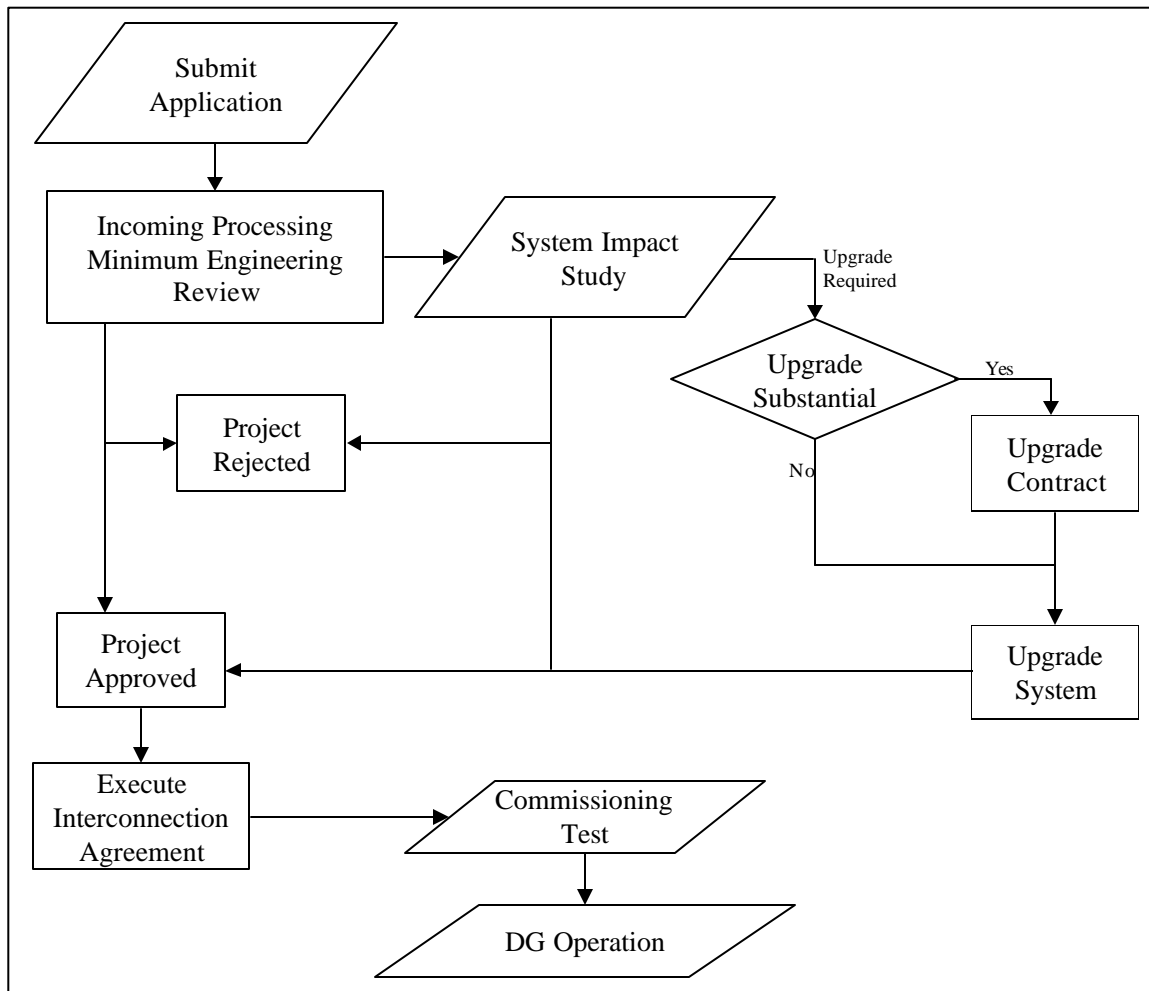 Submit
Application
Incoming Processing
Minimum Engineering
Review
System Impact
Study
Upgrade
Required
Upgrade
Substantial
Yes
No
Upgrade
Contract
Project
Rejected
Project
Approved
Upgrade
System
Execute
Interconnection
Agreement
Commissioning
Test
DG Operation